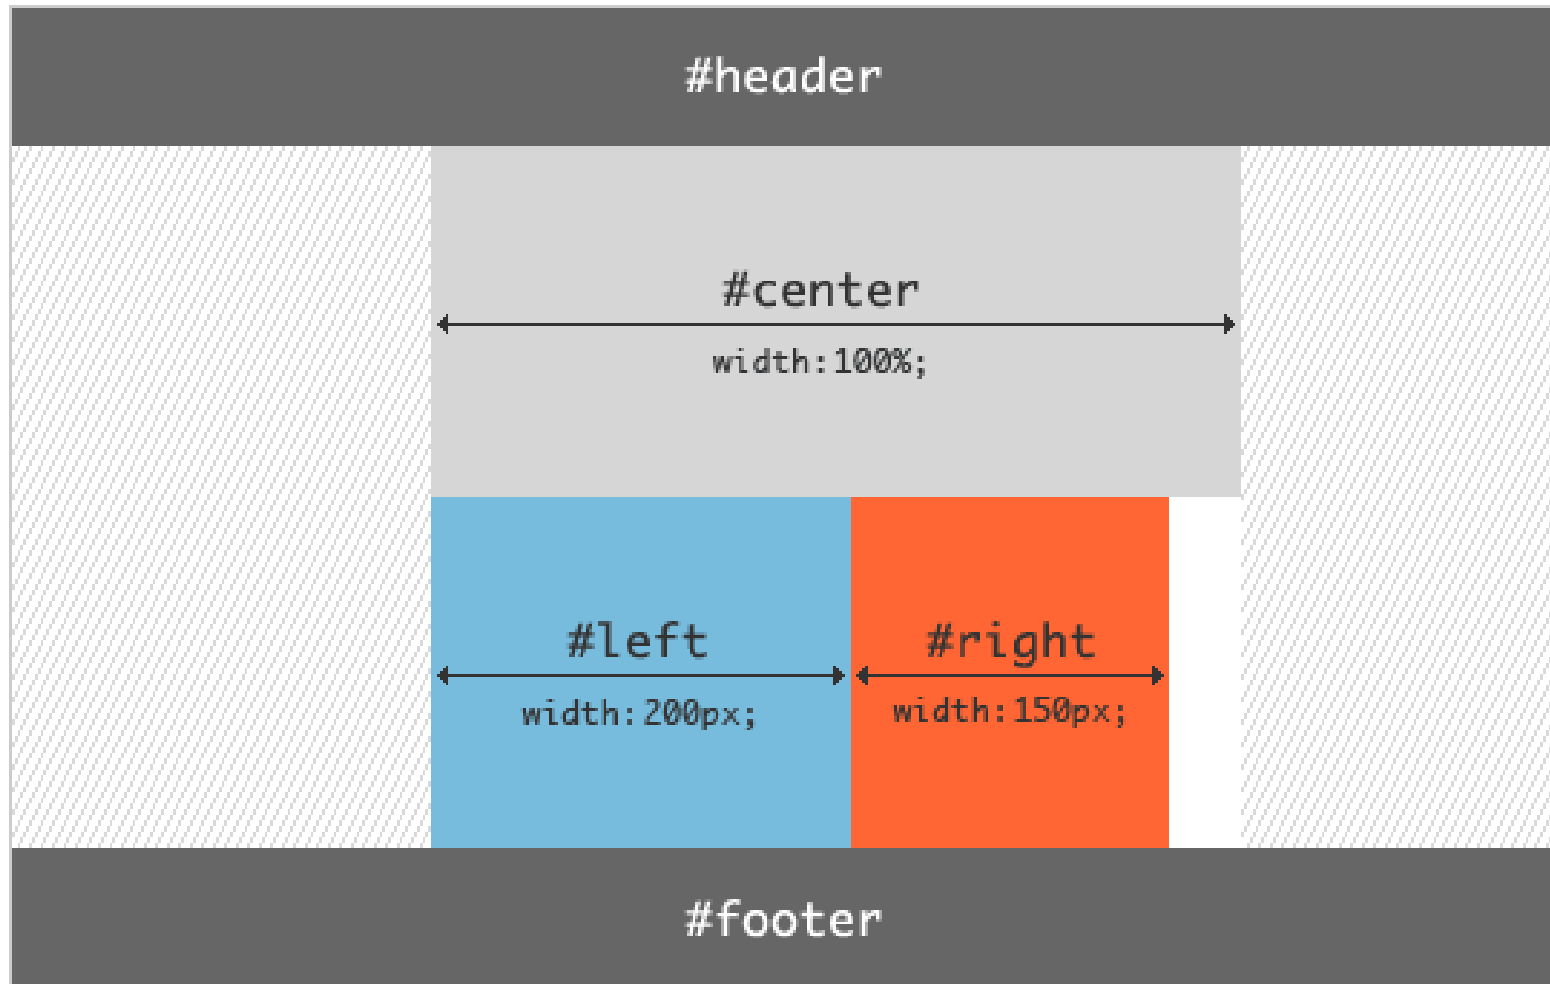 #header
#center
width:100%;
#left
#right
width:200px;
width:150px;
#footer